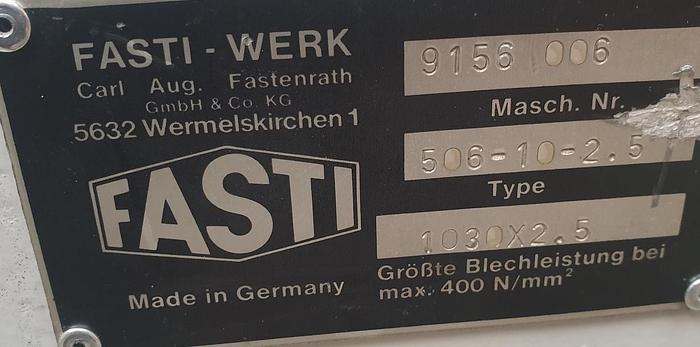 FASTI - WERK
Carl Aug. Fastenrath
GmbH & Co. KG
5632 Wermelskirchen 1
FASTI
Made in Germany
9156 006
Masch. Nr.
506-10-2.5
Type
1030X2.5
Größte Blechleistung bei
max. 400 N/mm²